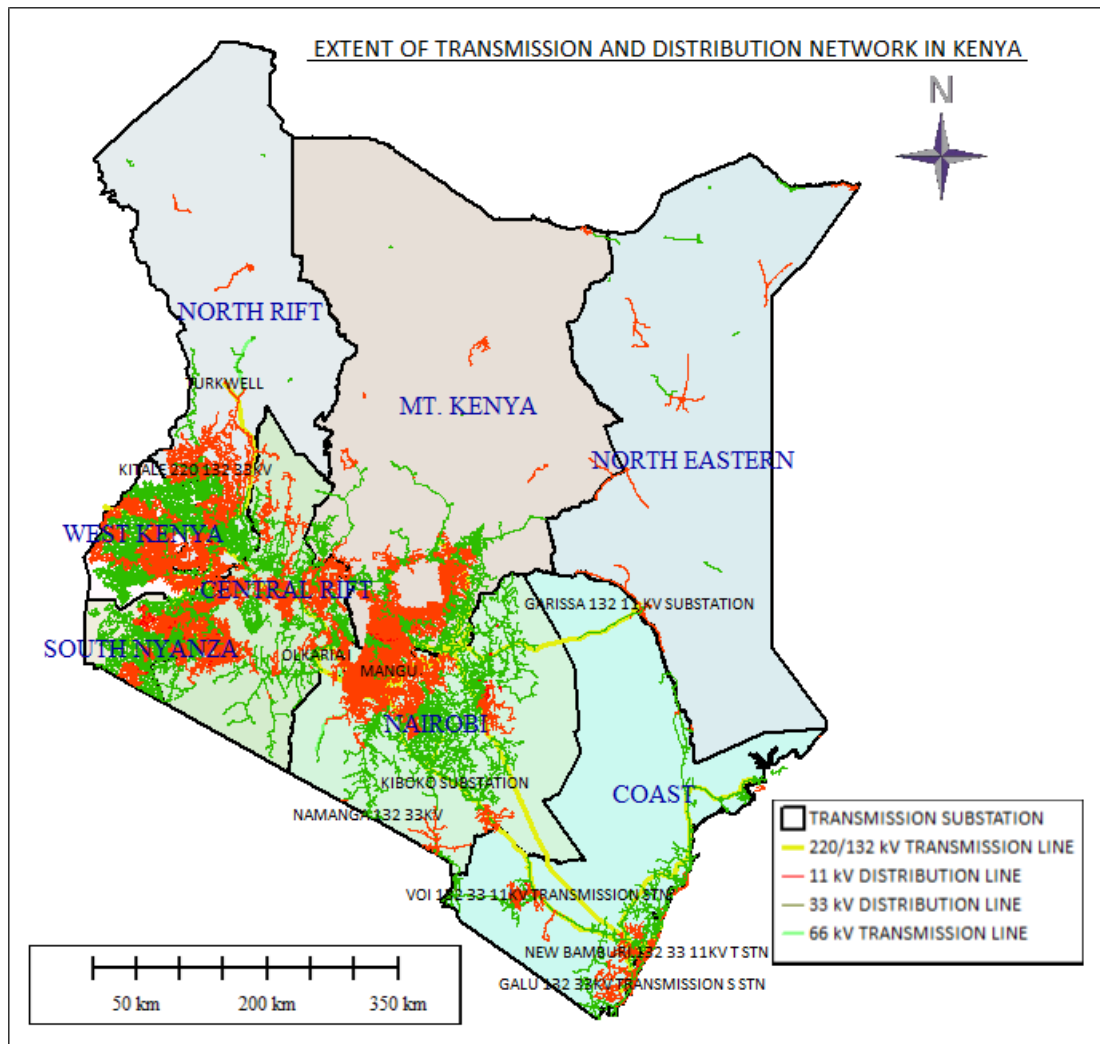 EXTENT OF TRANSMISSION AND DISTRIBUTION NETWORK IN KENYA
N
NORTH RIFT
TURKWELL
MT. KENYA
KITALE 220 132 33KV
NORTH EASTERN
WEST KENYA
CENTRAL RIFT
GARISSA 132 11 KV SUBSTATION
SOUTH NYANZA
OLKARIA I
MANGU
NAIROBI
KIBOKO SUBSTATION
COAST
NAMANGA 132 33KV
VOI 132 33 11KV TRANSMISSION STN
NEW BAMBURI 132 33 11KV T STN
GALU 132 33KV TRANSMISSION S STN
TRANSMISSION SUBSTATION
220/132 kV TRANSMISSION LINE
11 kV DISTRIBUTION LINE
33 kV DISTRIBUTION LINE
66 kV TRANSMISSION LINE
50 km 200 km 350 km